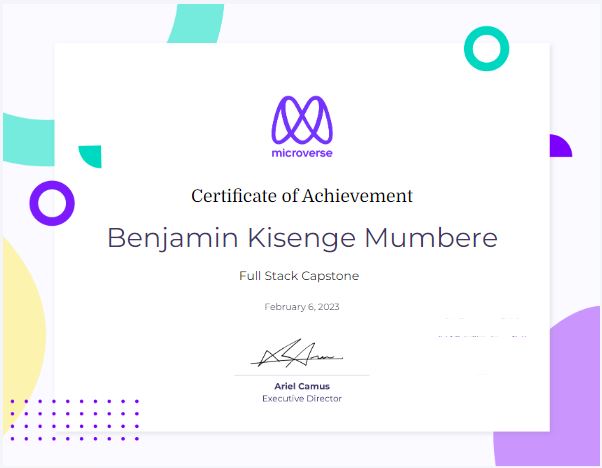 microverse
Certificate of Achievement
Benjamin Kisenge Mumbere
Full Stack Capstone
February 6, 2023
Ariel Camus
Executive Director